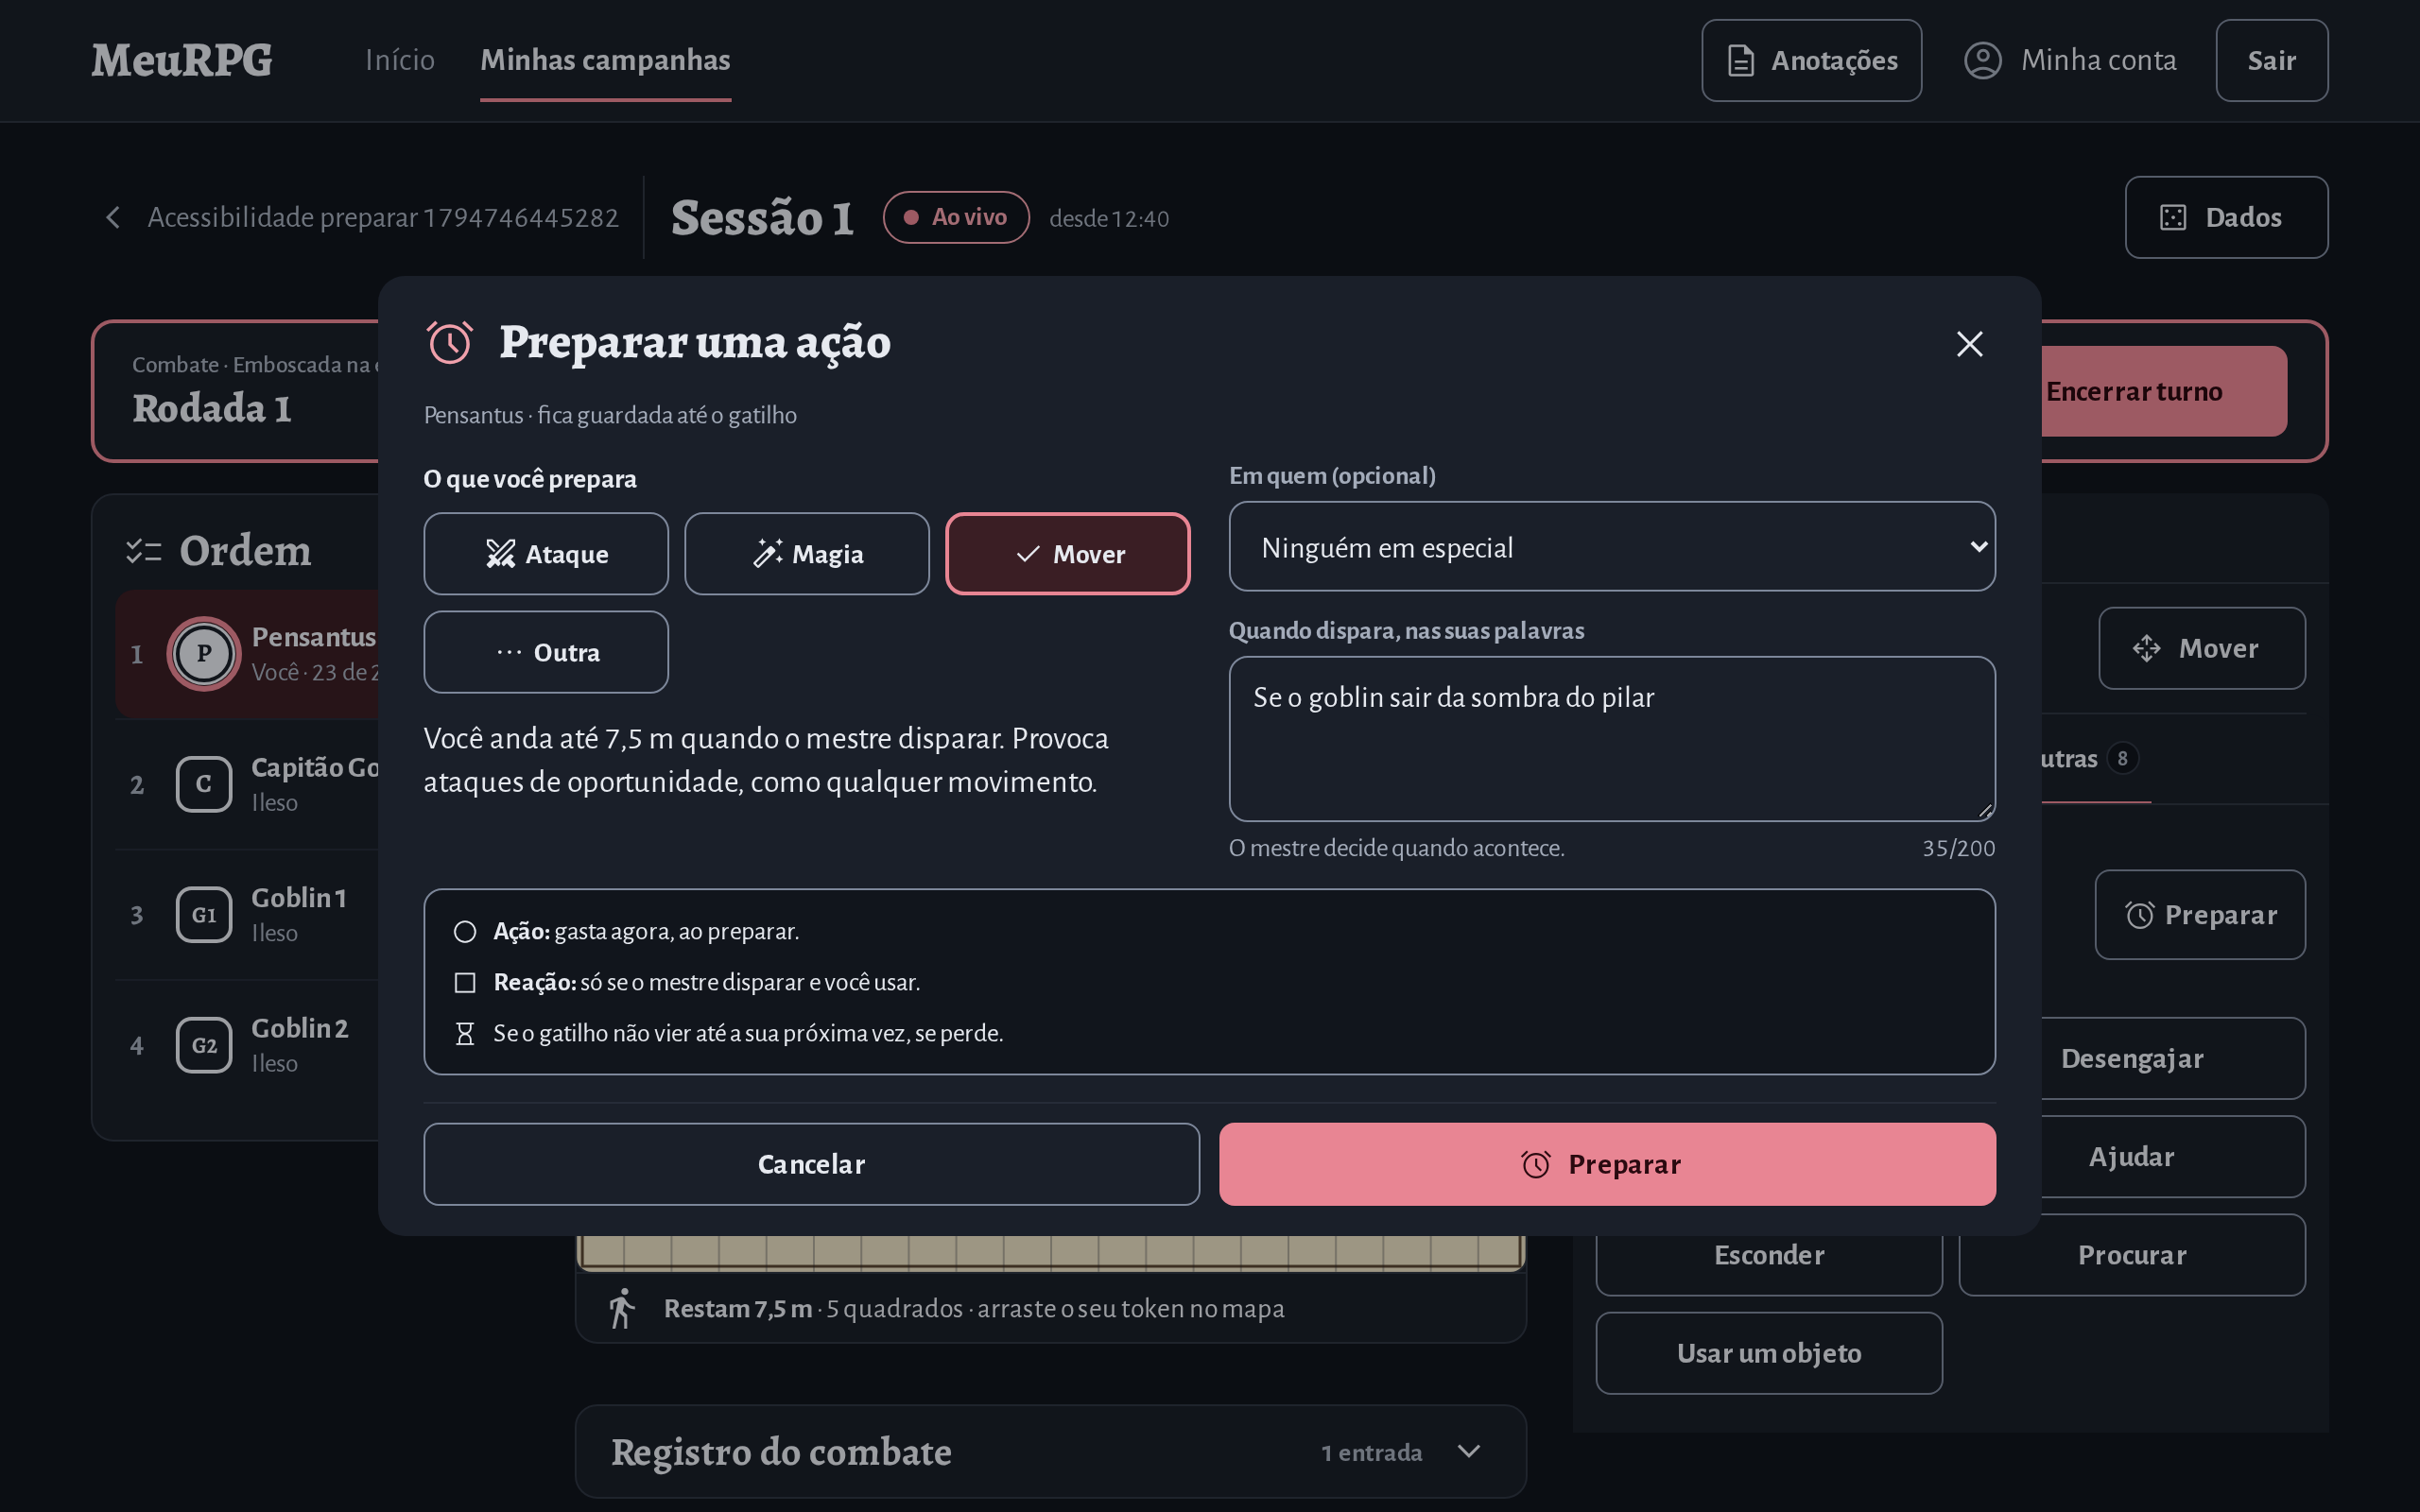 MeuRPG
Início
Minhas campanhas
Anotações
Minha conta
Sair
Acessibilidade preparar 1794746445282
Sessão 1
Ao vivo
desde 12:40
Dados
Combate · Emboscada na
Rodada 1
Encerrar turno
Ordem
1
P
Pensantus
Você · 23 de
2
C
Capitão Go
Ileso
3
G1
Goblin 1
Ileso
4
G2
Goblin 2
Ileso
Preparar uma ação
Pensantus · fica guardada até o gatilho
O que você prepara
Ataque
Magia
Mover
Outra
Você anda até 7,5 m quando o mestre disparar. Provoca
ataques de oportunidade, como qualquer movimento.
Em quem (opcional)
Ninguém em especial
Quando dispara, nas suas palavras
Se o goblin sair da sombra do pilar
O mestre decide quando acontece.
35/200
Ação: gasta agora, ao preparar.
Reação: só se o mestre disparar e você usar.
Se o gatilho não vier até a sua próxima vez, se perde.
Cancelar
Preparar
Mover
utras 8
Preparar
Desengajar
Ajudar
Esconder
Procurar
Usar um objeto
Restam 7,5 m · 5 quadrados · arraste o seu token no mapa
Registro do combate
1 entrada